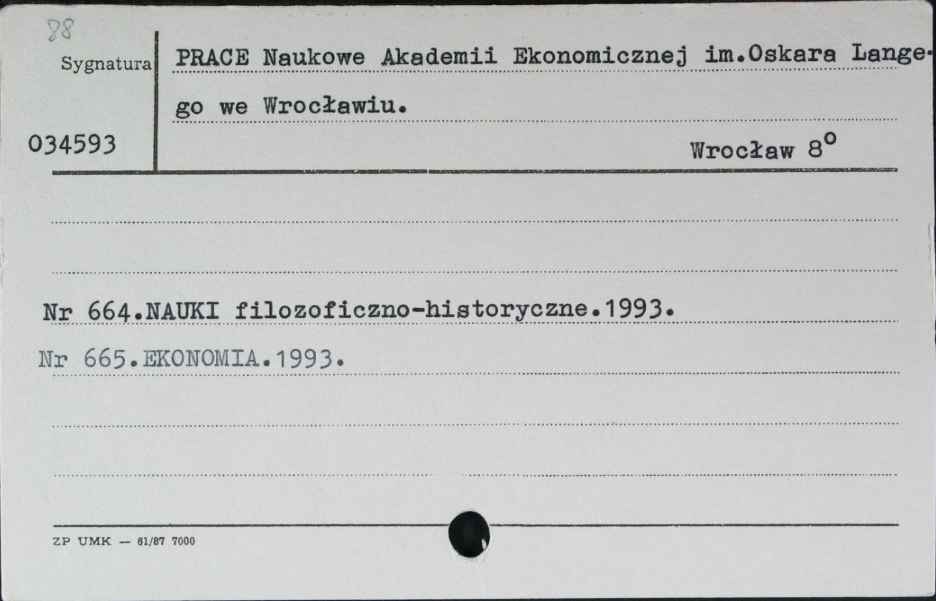 88
Sygnatura
PRACE Naukowe Akademii Ekonomicznej im.Oskara Lange-
go we Wrocławiu.
034593
Wrocław 8º
Nr 664.NAUKI filozoficzno-historyczne.1993.
Nr 665.EKONOMIA.1993.
ZP UMK — 61/87 7000